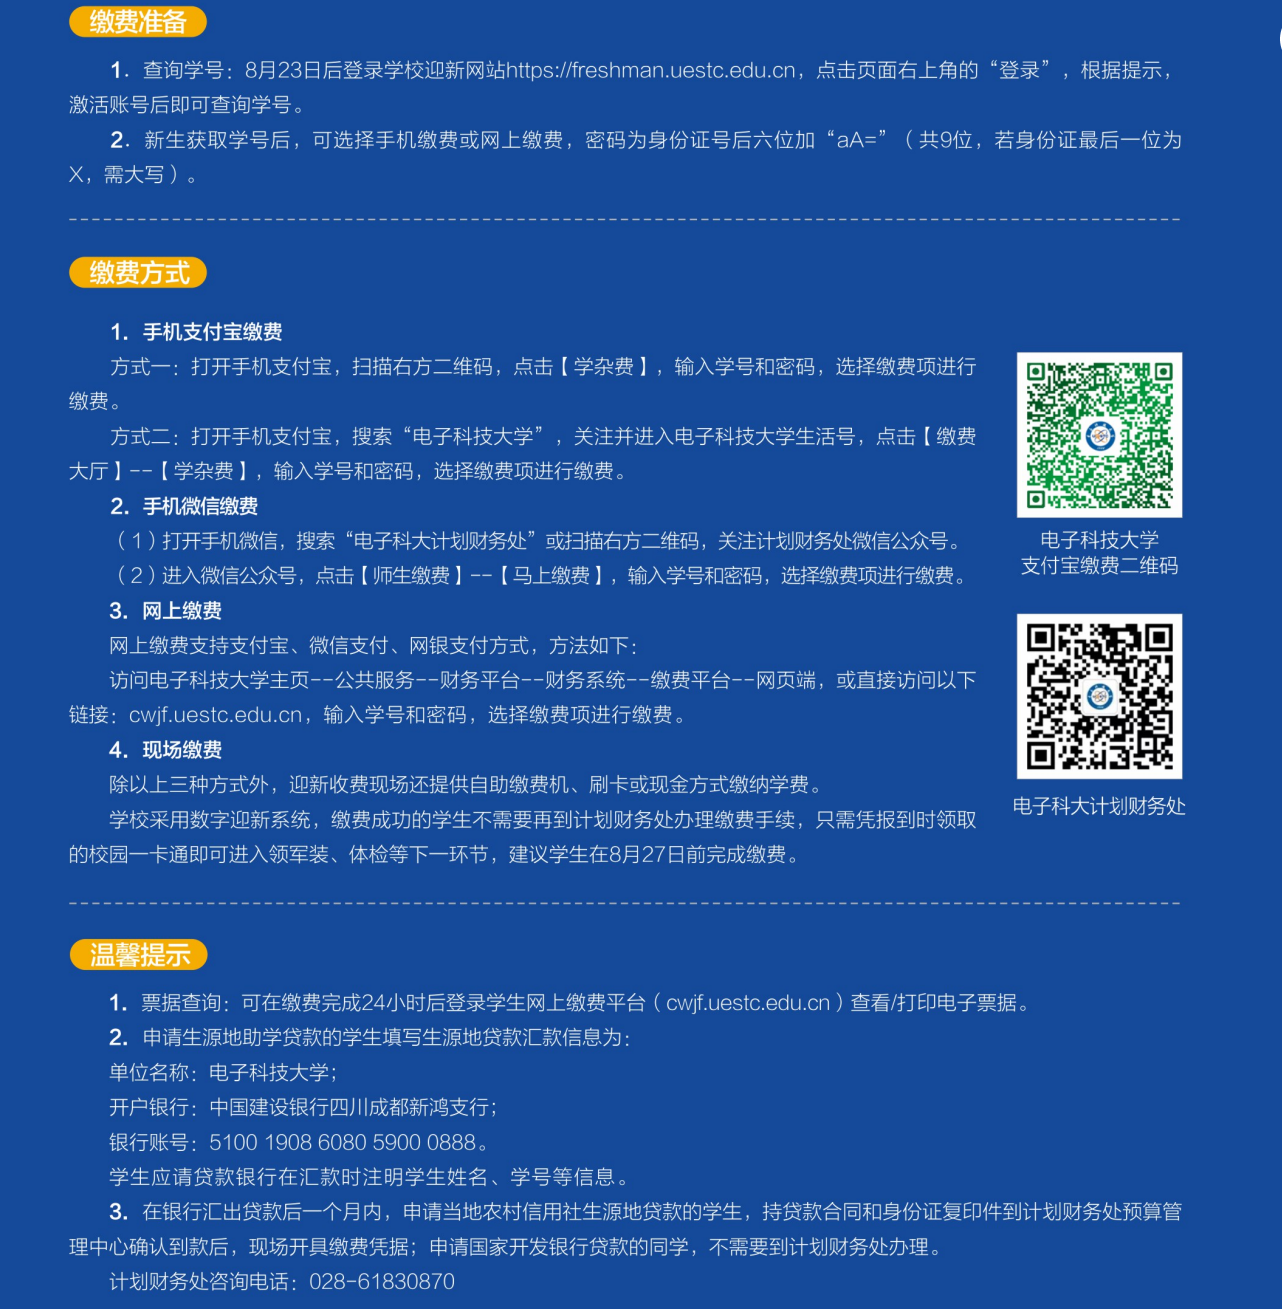 缴费准备
1. 查询学号：8月23日后登录学校迎新网站https://freshman.uestc.edu.cn，点击页面右上角的“登录”，根据提示，
激活账号后即可查询学号。
2. 新生获取学号后，可选择手机缴费或网上缴费，密码为身份证号后六位加“aA=”（共9位，若身份证最后一位为
X，需大写）。
缴费方式
1. 手机支付宝缴费
方式一：打开手机支付宝，扫描右方二维码，点击【学杂费】，输入学号和密码，选择缴费项进行
缴费。
方式二：打开手机支付宝，搜索“电子科技大学”，关注并进入电子科技大学生活号，点击【缴费
大厅】--【学杂费】，输入学号和密码，选择缴费项进行缴费。
2. 手机微信缴费
（1）打开手机微信，搜索“电子科大计划财务处”或扫描右方二维码，关注计划财务处微信公众号。
（2）进入微信公众号，点击【师生缴费】--【马上缴费】，输入学号和密码，选择缴费项进行缴费。
3. 网上缴费
网上缴费支持支付宝、微信支付、网银支付方式，方法如下：
访问电子科技大学主页--公共服务--财务平台--财务系统--缴费平台--网页端，或直接访问以下
链接：cwjf.uestc.edu.cn，输入学号和密码，选择缴费项进行缴费。
4. 现场缴费
除以上三种方式外，迎新收费现场还提供自助缴费机、刷卡或现金方式缴纳学费。
学校采用数字迎新系统，缴费成功的学生不需要再到计划财务处办理缴费手续，只需凭报到时领取
的校园一卡通即可进入领军装、体检等下一环节，建议学生在8月27日前完成缴费。
电子科技大学
支付宝缴费二维码
电子科大计划财务处
温馨提示
1. 票据查询：可在缴费完成24小时后登录学生网上缴费平台（cwjf.uestc.edu.cn）查看/打印电子票据。
2. 申请生源地助学贷款的学生填写生源地贷款汇款信息为：
单位名称：电子科技大学；
开户银行：中国建设银行四川成都新鸿支行；
银行账号：5100 1908 6080 5900 0888。
学生应请贷款银行在汇款时注明学生姓名、学号等信息。
3. 在银行汇出贷款后一个月内，申请当地农村信用社生源地贷款的学生，持贷款合同和身份证复印件到计划财务处预算管
理中心确认到款后，现场开具缴费凭据；申请国家开发银行贷款的同学，不需要到计划财务处办理。
计划财务处咨询电话：028-61830870